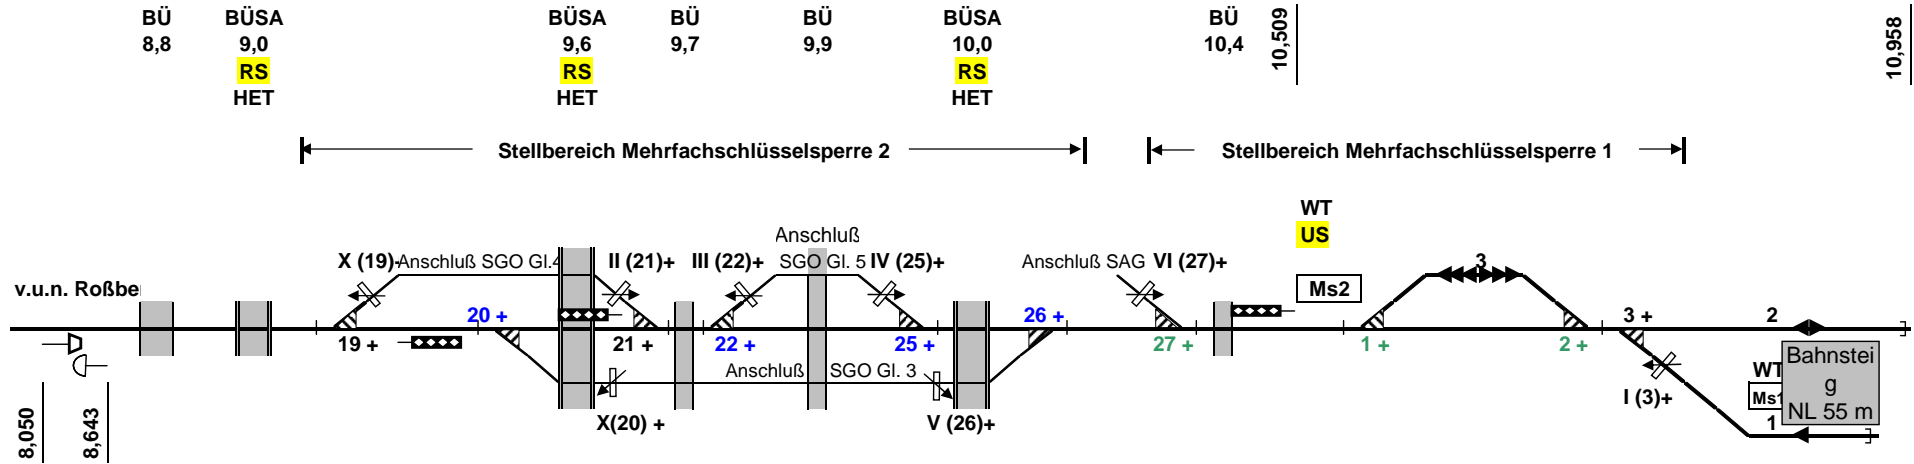 BÜ BÜSA BÜSA BÜ BÜ BÜSA BÜ
8,8 9,0 9,6 9,7 9,9 10,0 10,4
RS RS RS
HET HET HET
10,509
10,958
Stellbereich Mehrfachschlüsselsperre 2
Stellbereich Mehrfachschlüsselsperre 1
WT
US
Anschluß
X (19)+ Anschluß SGO Gl.4 II (21)+ III (22)+ SGO Gl. 5 IV (25)+ Anschluß SAG VI (27)+ 3
v.u.n. Roßbe
Ms2
20 + 26 + 3 + 2
19 + 21 + 22 + 25 + 27 + 1 + 2 +
Anschluß SGO Gl. 3
Bahnstei
g
NL 55 m
WT
Ms1
1
X(20) + V (26)+ I (3)+
8,050
8,643